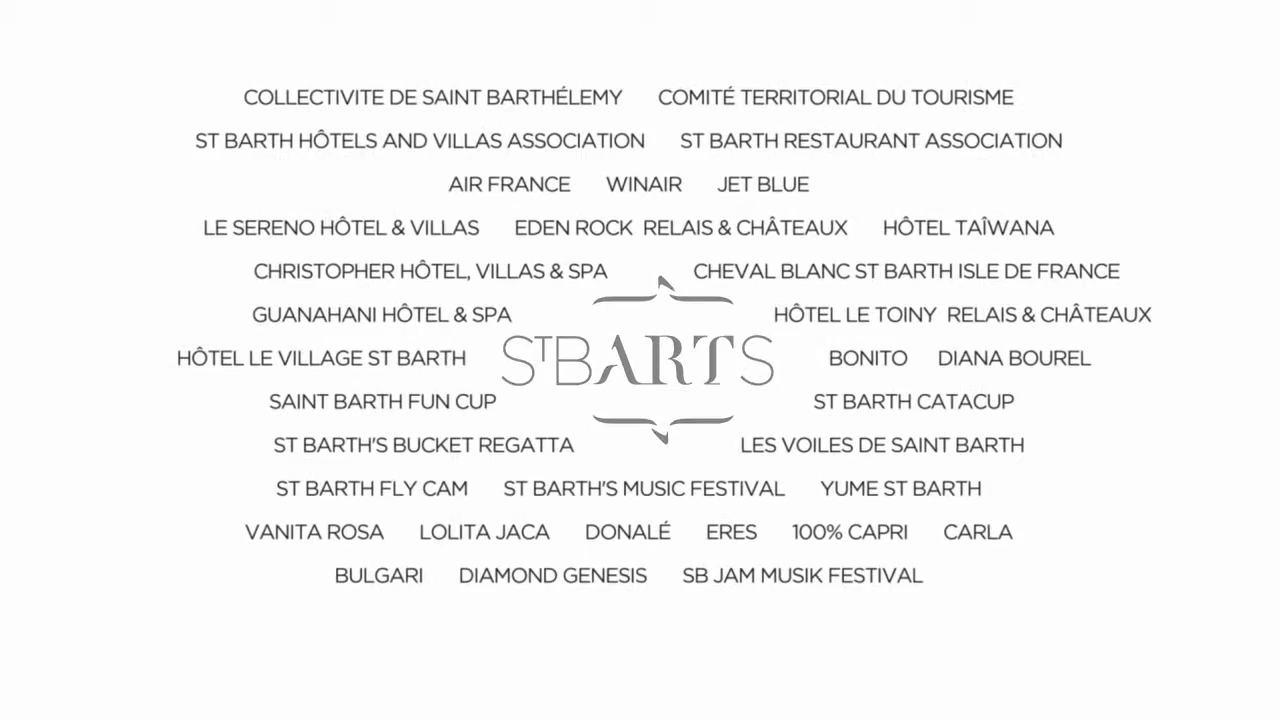 COLLECTIVITE DE SAINT BARTHÉLEMY COMITÉ TERRITORIAL DU TOURISME
ST BARTH HÔTELS AND VILLAS ASSOCIATION ST BARTH RESTAURANT ASSOCIATION
AIR FRANCE WINAIR JET BLUE
LE SERENO HÔTEL & VILLAS EDEN ROCK RELAIS & CHÂTEAUX HÔTEL TAÎWANA
CHRISTOPHER HÔTEL, VILLAS & SPA CHEVAL BLANC ST BARTH ISLE DE FRANCE
GUANAHANI HÔTEL & SPA HÔTEL LE TOINY RELAIS & CHÂTEAUX
HÔTEL LE VILLAGE ST BARTH STBARTS BONITO DIANA BOUREL
SAINT BARTH FUN CUP ST BARTH CATACUP
ST BARTH'S BUCKET REGATTA LES VOILES DE SAINT BARTH
ST BARTH FLY CAM ST BARTH'S MUSIC FESTIVAL YUME ST BARTH
VANITA ROSA LOLITA JACA DONALÉ ERES 100% CAPRI CARLA
BULGARI DIAMOND GENESIS SB JAM MUSIK FESTIVAL